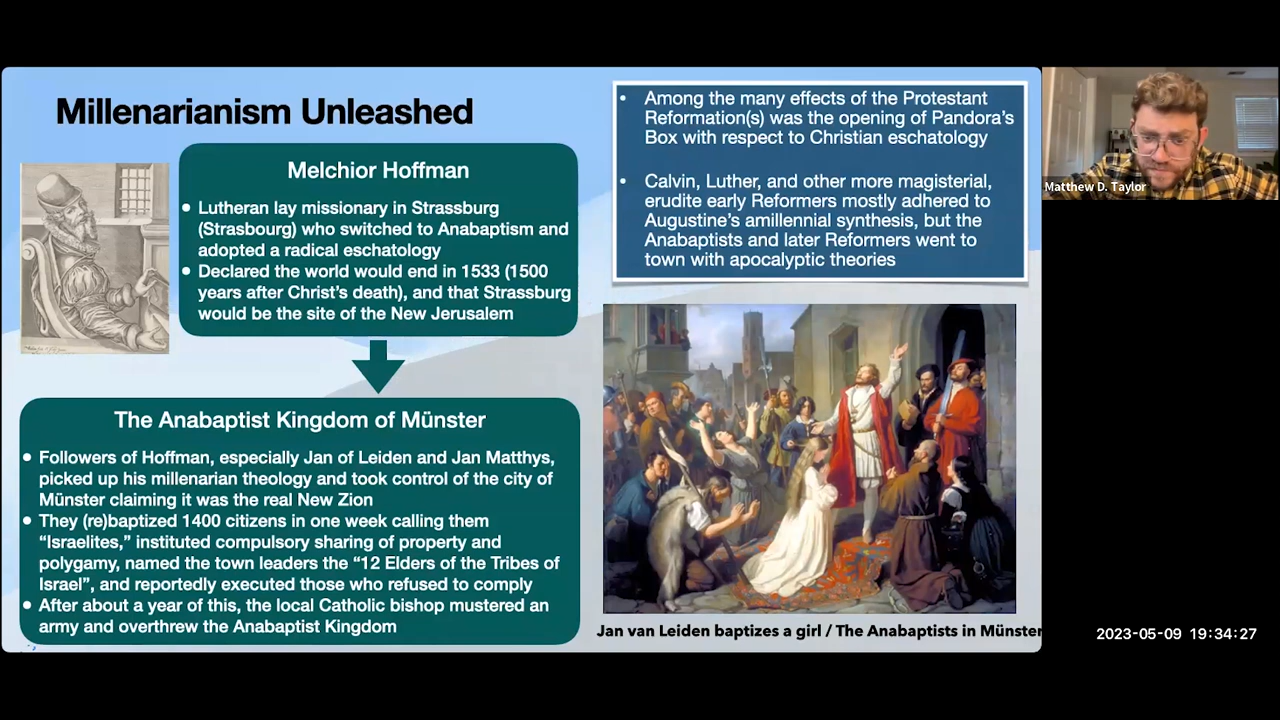 Millenarianism Unleashed
Melchior Hoffman
• Lutheran lay missionary in Strassburg
(Strasbourg) who switched to Anabaptism and
adopted a radical eschatology
• Declared the world would end in 1533 (1500
years after Christ's death), and that Strassburg
would be the site of the New Jerusalem
The Anabaptist Kingdom of Münster
• Followers of Hoffman, especially Jan of Leiden and Jan Matthys,
picked up his millenarian theology and took control of the city of
Münster claiming it was the real New Zion
• They (re)baptized 1400 citizens in one week calling them
“Israelites,” instituted compulsory sharing of property and
polygamy, named the town leaders the “12 Elders of the Tribes of
Israel”, and reportedly executed those who refused to comply
• After about a year of this, the local Catholic bishop mustered an
army and overthrew the Anabaptist Kingdom
• Among the many effects of the Protestant
Reformation(s) was the opening of Pandora's
Box with respect to Christian eschatology
• Calvin, Luther, and other more magisterial,
erudite early Reformers mostly adhered to
Augustine's amillennial synthesis, but the
Anabaptists and later Reformers went to
town with apocalyptic theories
Jan van Leiden baptizes a girl / The Anabaptists in Münster
Matthew D. Taylor
2023-05-09 19:34:27